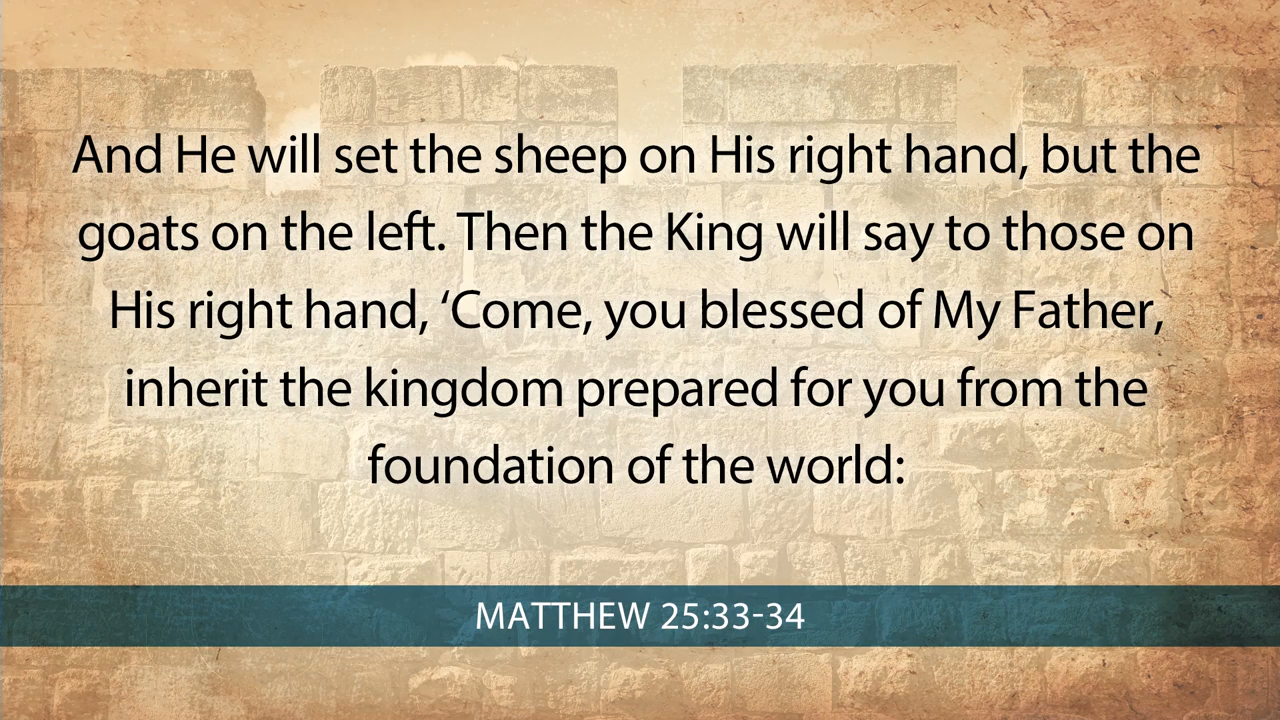 And He will set the sheep on His right hand, but the
goats on the left. Then the King will say to those on
His right hand, ‘Come, you blessed of My Father,
inherit the kingdom prepared for you from the
foundation of the world:
MATTHEW 25:33-34